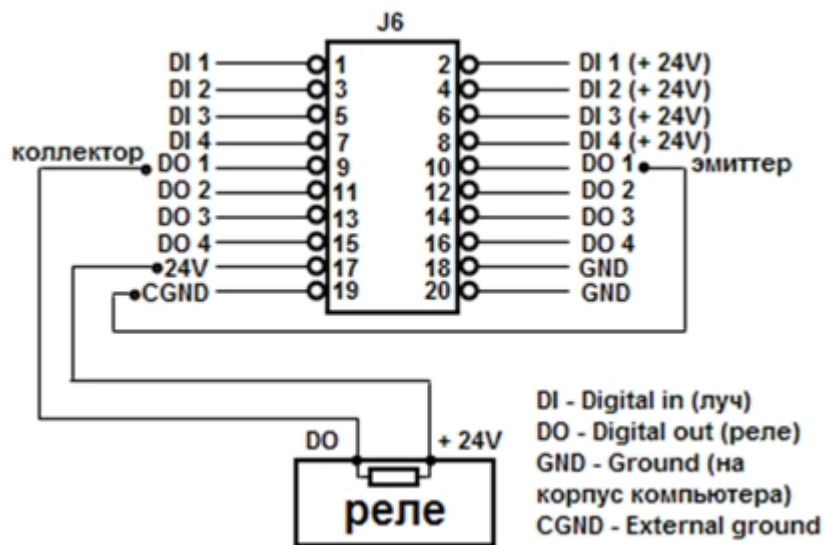 J6
DI 1 1 2 DI 1 (+ 24V)
DI 2 3 4 DI 2 (+ 24V)
DI 3 5 6 DI 3 (+ 24V)
DI 4 7 8 DI 4 (+ 24V)
коллектор DO 1 9 10 DO 1 эмиттер
DO 2 11 12 DO 2
DO 3 13 14 DO 3
DO 4 15 16 DO 4
24V 17 18 GND
CGND 19 20 GND
DO + 24V
реле
DI - Digital in (луч)
DO - Digital out (реле)
GND - Ground (на
корпус компьютера)
CGND - External ground